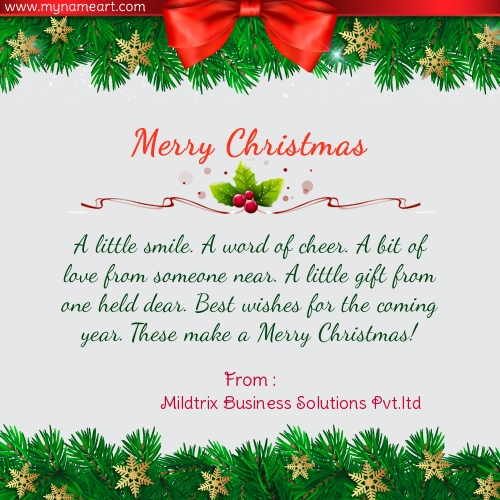 www.mynameart.com
Merry Christmas
A little smile. A word of cheer. A bit of
love from someone near. A little gift from
one held dear. Best wishes for the coming
year. These make a Merry Christmas!
From :
Mildtrix Business Solutions Pvt.ltd